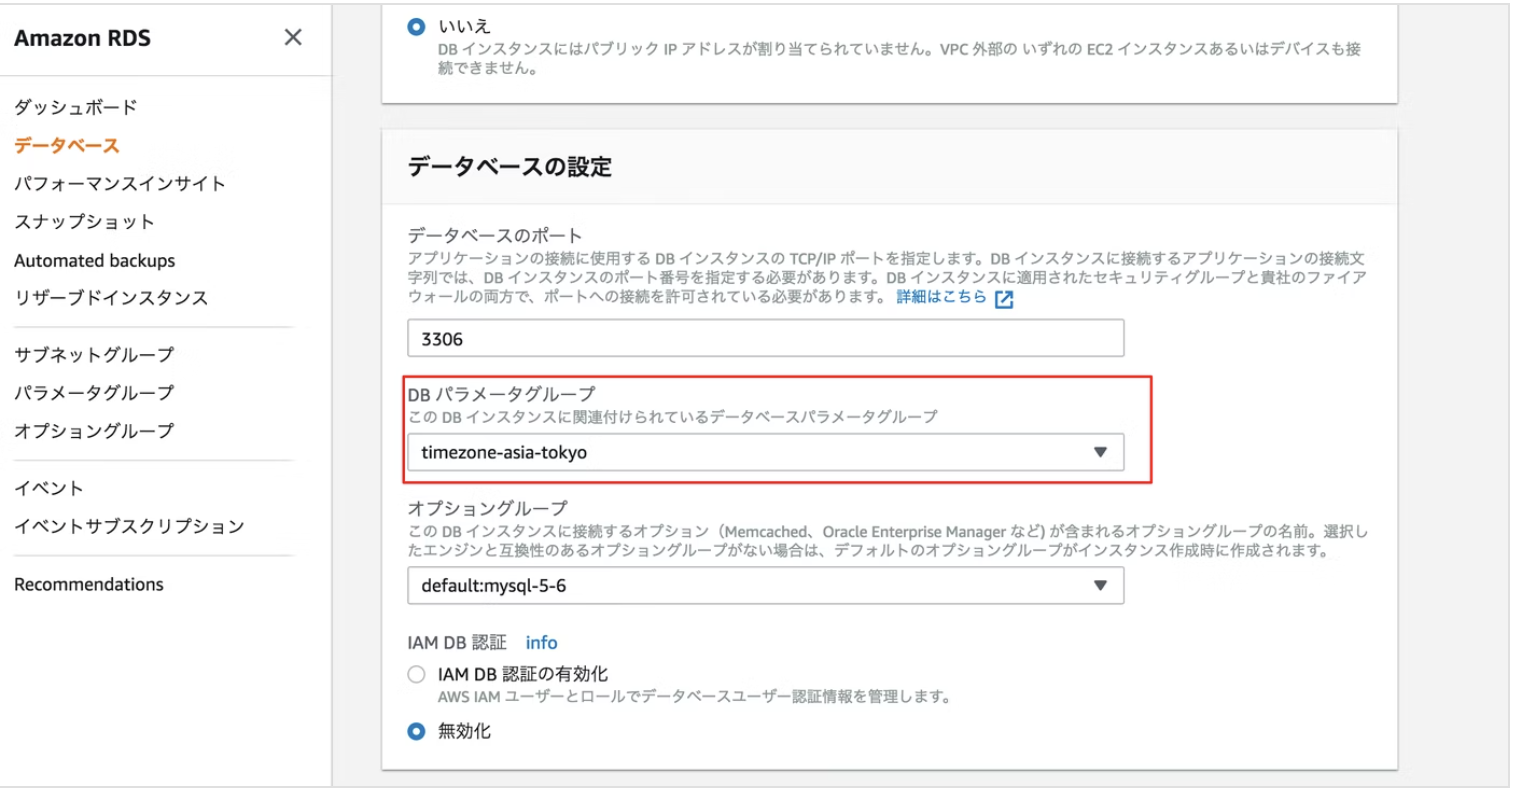 Amazon RDS
ダッシュボード
データベース
パフォーマンスインサイト
スナップショット
Automated backups
リザーブドインスタンス
サブネットグループ
パラメータグループ
オプショングループ
イベント
イベントサブスクリプション
Recommendations
いいえ
DB インスタンスにはパブリック IP アドレスが割り当てられていません。VPC 外部の いずれの EC2 インスタンスあるいはデバイスも接
続できません。
データベースの設定
データベースのポート
アプリケーションの接続に使用する DB インスタンスの TCP/IP ポートを指定します。DB インスタンスに接続するアプリケーションの接続文
字列では、DB インスタンスのポート番号を指定する必要があります。DB インスタンスに適用されたセキュリティグループと貴社のファイア
ウォールの両方で、ポートへの接続を許可されている必要があります。 詳細はこちら
3306
DB パラメータグループ
この DB インスタンスに関連付けられているデータベースパラメータグループ
timezone-asia-tokyo
オプショングループ
この DB インスタンスに接続するオプション（Memcached、Oracle Enterprise Manager など) が含まれるオプショングループの名前。選択し
たエンジンと互換性のあるオプショングループがない場合は、デフォルトのオプショングループがインスタンス作成時に作成されます。
default:mysql-5-6
IAM DB 認証 info
IAM DB 認証の有効化
AWS IAM ユーザーとロールでデータベースユーザー認証情報を管理します。
無効化